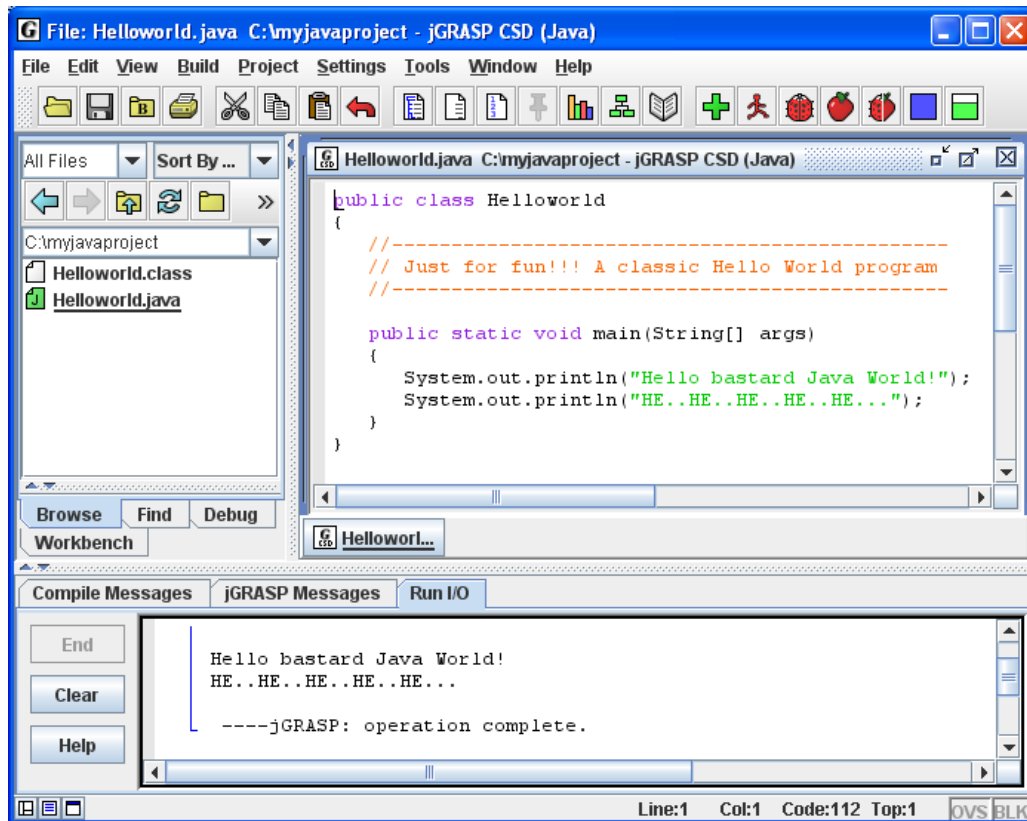 File: Helloworld.java  C:\myjavaproject - jGRASP CSD (Java)
File Edit View Build Project Settings Tools Window Help
All Files
Sort By ...
C:\myjavaproject
Helloworld.class
Helloworld.java
Browse Find Debug
Workbench
Helloworld.java  C:\myjavaproject - jGRASP CSD (Java)
public class Helloworld
{
   //-----------------------------------------------
   // Just for fun!!! A classic Hello World program
   //-----------------------------------------------

   public static void main(String[] args)
   {
      System.out.println("Hello bastard Java World!");
      System.out.println("HE..HE..HE..HE..HE...");
   }
}
Helloworl...
Compile Messages jGRASP Messages Run I/O
End
Clear
Help
Hello bastard Java World!
HE..HE..HE..HE..HE...
----jGRASP: operation complete.
Line:1 Col:1 Code:112 Top:1 OVS BLK